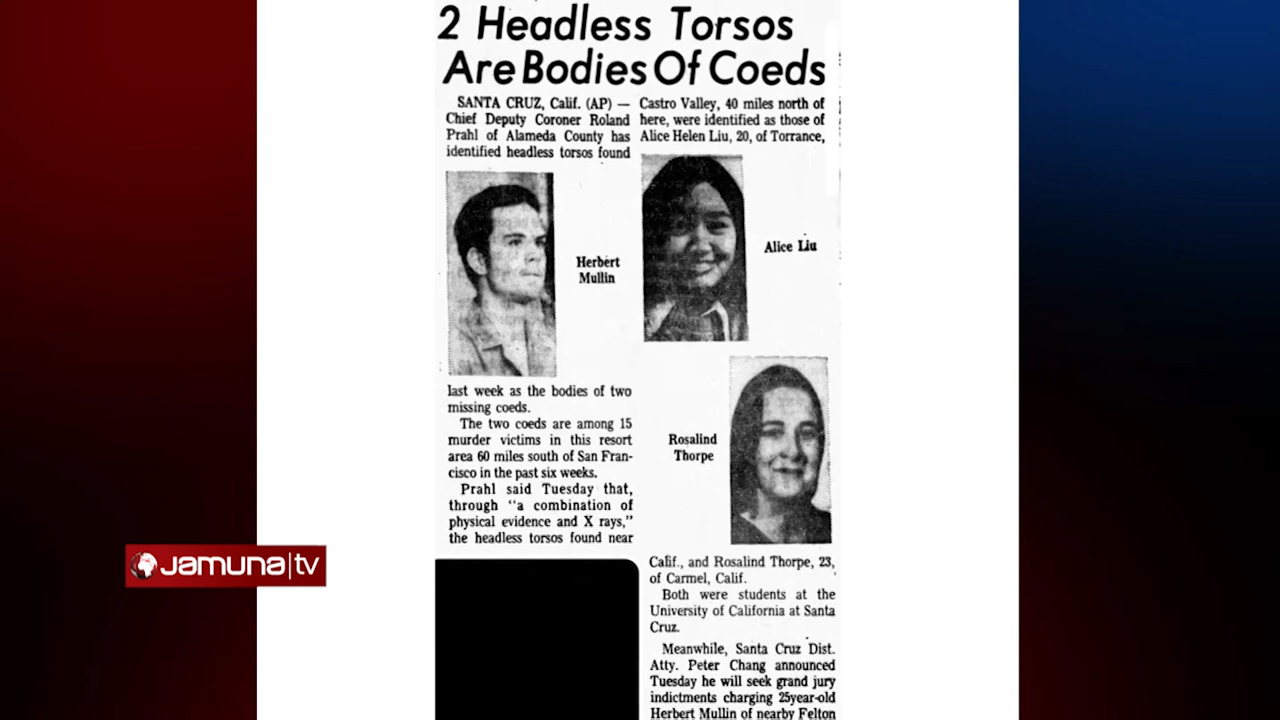 2 Headless Torsos
Are Bodies Of Coeds
SANTA CRUZ, Calif. (AP) —
Chief Deputy Coroner Roland
Prahl of Alameda County has
identified headless torsos found
Castro Valley, 40 miles north of
here, were identified as those of
Alice Helen Liu, 20, of Torrance,
Herbert
Mullin
Alice Liu
last week as the bodies of two
missing coeds.
The two coeds are among 15
murder victims in this resort
area 60 miles south of San Fran-
cisco in the past six weeks.
Prahl said Tuesday that,
through "a combination of
physical evidence and X rays,"
the headless torsos found near
Rosalind
Thorpe
Calif., and Rosalind Thorpe, 23,
of Carmel, Calif.
Both were students at the
University of California at Santa
Cruz.
Meanwhile, Santa Cruz Dist.
Atty. Peter Chang announced
Tuesday he will seek grand jury
indictments charging 25year-old
Herbert Mullin of nearby Felton
JAMUNA|tv